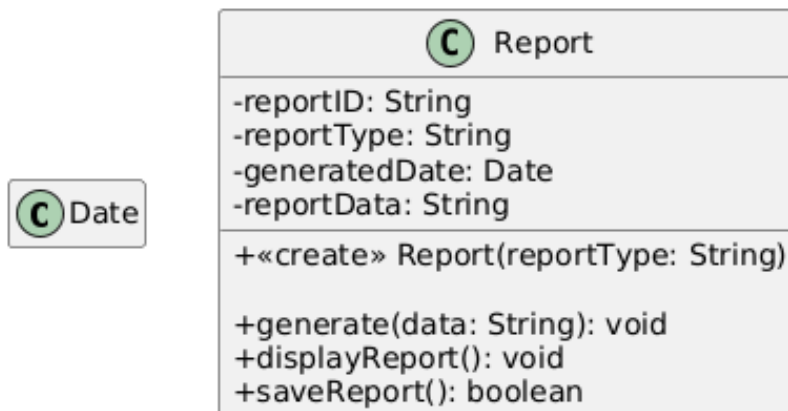 C Report
-reportID: String
-reportType: String
-generatedDate: Date
-reportData: String
C Date
+«create» Report(reportType: String)
+generate(data: String): void
+displayReport(): void
+saveReport(): boolean